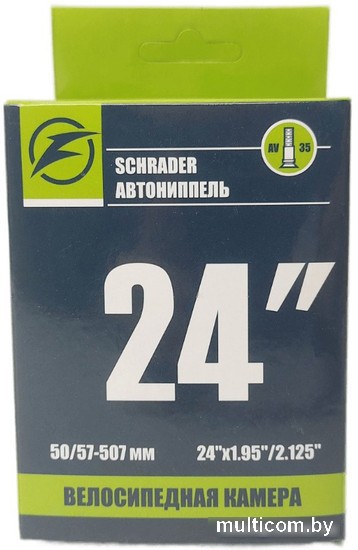 SCHRADER
АВТОНИППЕЛЬ
AV 35
24"
50/57-507 мм 24"x1.95"/2.125"
ВЕЛОСИПЕДНАЯ КАМЕРА
multicom.by